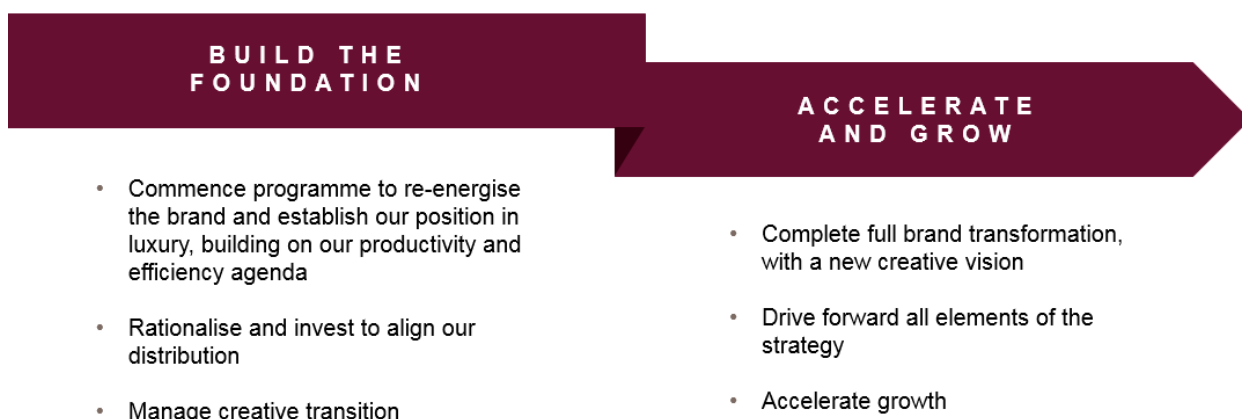 BUILD THE
FOUNDATION
• Commence programme to re-energise
the brand and establish our position in
luxury, building on our productivity and
efficiency agenda
• Rationalise and invest to align our
distribution
• Manage creative transition
ACCELERATE
AND GROW
• Complete full brand transformation,
with a new creative vision
• Drive forward all elements of the
strategy
• Accelerate growth